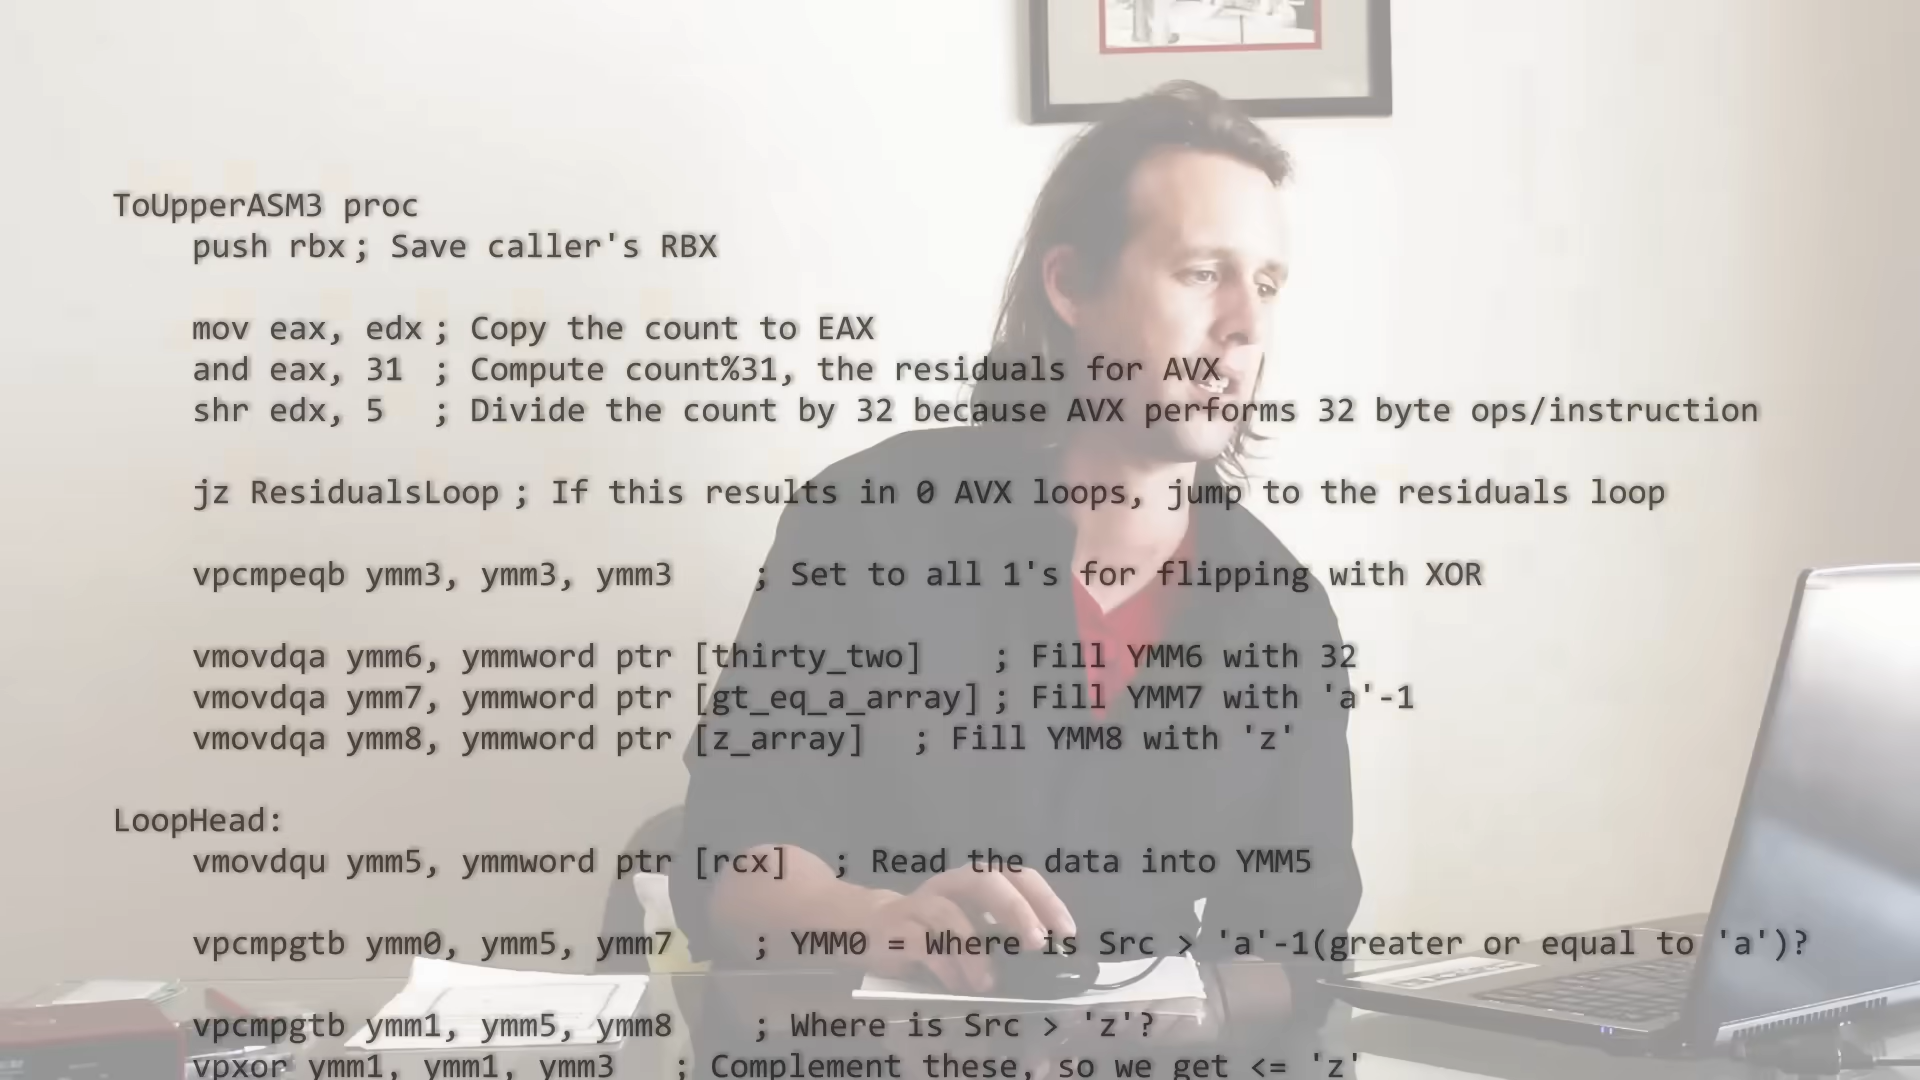 ToUpperASM3 proc
push rbx ; Save caller's RBX
mov eax, edx ; Copy the count to EAX
and eax, 31 ; Compute count%31, the residuals for AVX
shr edx, 5 ; Divide the count by 32 because AVX performs 32 byte ops/instruction
jz ResidualsLoop ; If this results in 0 AVX loops, jump to the residuals loop
vpcmpeqb ymm3, ymm3, ymm3 ; Set to all 1's for flipping with XOR
vmovdqa ymm6, ymmword ptr [thirty_two] ; Fill YMM6 with 32
vmovdqa ymm7, ymmword ptr [gt_eq_a_array] ; Fill YMM7 with 'a'-1
vmovdqa ymm8, ymmword ptr [z_array] ; Fill YMM8 with 'z'
LoopHead:
vmovdqu ymm5, ymmword ptr [rcx] ; Read the data into YMM5
vpcmpgtb ymm0, ymm5, ymm7 ; YMM0 = Where is Src > 'a'-1(greater or equal to 'a')?
vpcmpgtb ymm1, ymm5, ymm8 ; Where is Src > 'z'?
vpxor ymm1, ymm1, ymm3 ; Complement these, so we get <= 'z'